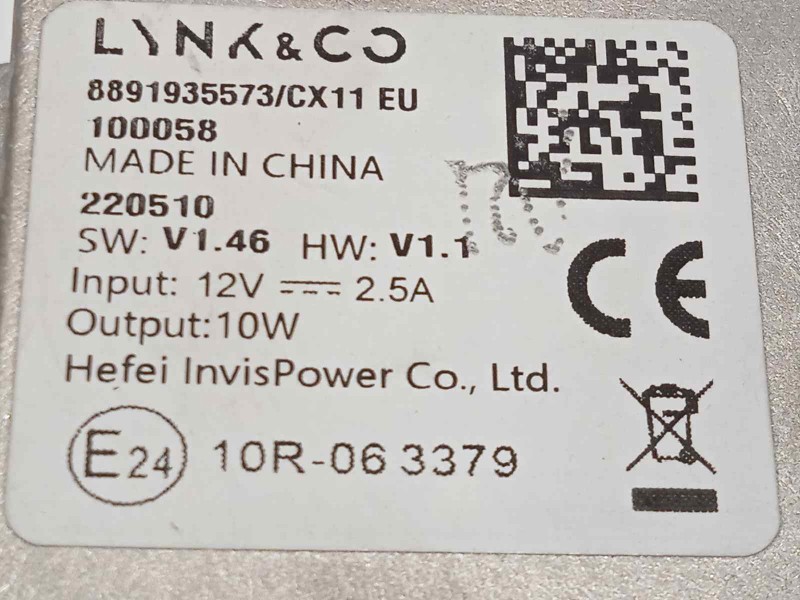 LYNK&CO
8891935573/CX11 EU
100058
MADE IN CHINA
220510
SW: V1.46 HW: V1.1
Input: 12V ⎓ 2.5A
Output:10W
Hefei InvisPower Co., Ltd.
CE
E24 10R-06 3379